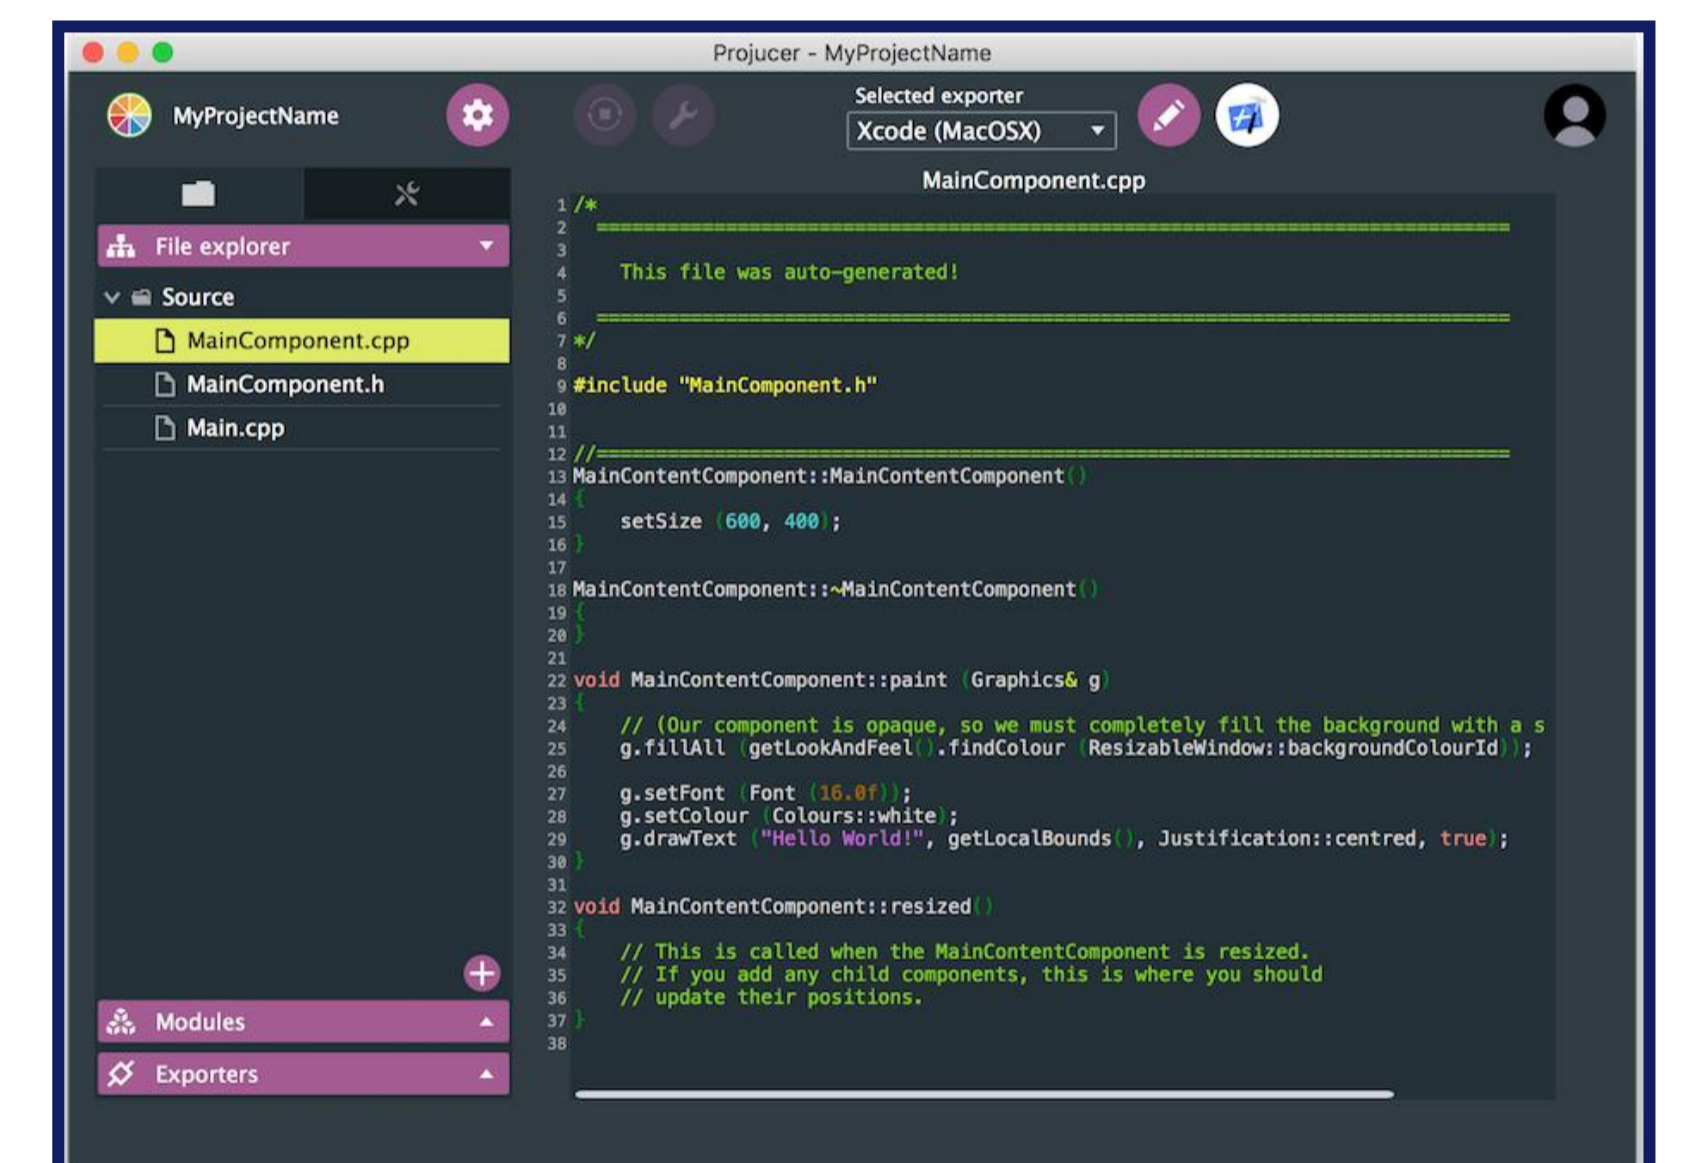 Projucer - MyProjectName
MyProjectName
Selected exporter
Xcode (MacOSX)
MainComponent.cpp
File explorer
Source
MainComponent.cpp
MainComponent.h
Main.cpp
Modules
Exporters
1 /*
2   ==============================================================================
3
4     This file was auto-generated!
5
6   ==============================================================================
7 */
8
9 #include "MainComponent.h"
10
11
12 //==============================================================================
13 MainContentComponent::MainContentComponent()
14 {
15     setSize (600, 400);
16 }
17
18 MainContentComponent::~MainContentComponent()
19 {
20 }
21
22 void MainContentComponent::paint (Graphics& g)
23 {
24     // (Our component is opaque, so we must completely fill the background with a s
25     g.fillAll (getLookAndFeel().findColour (ResizableWindow::backgroundColourId));
26
27     g.setFont (Font (16.0f));
28     g.setColour (Colours::white);
29     g.drawText ("Hello World!", getLocalBounds(), Justification::centred, true);
30 }
31
32 void MainContentComponent::resized()
33 {
34     // This is called when the MainContentComponent is resized.
35     // If you add any child components, this is where you should
36     // update their positions.
37 }
38